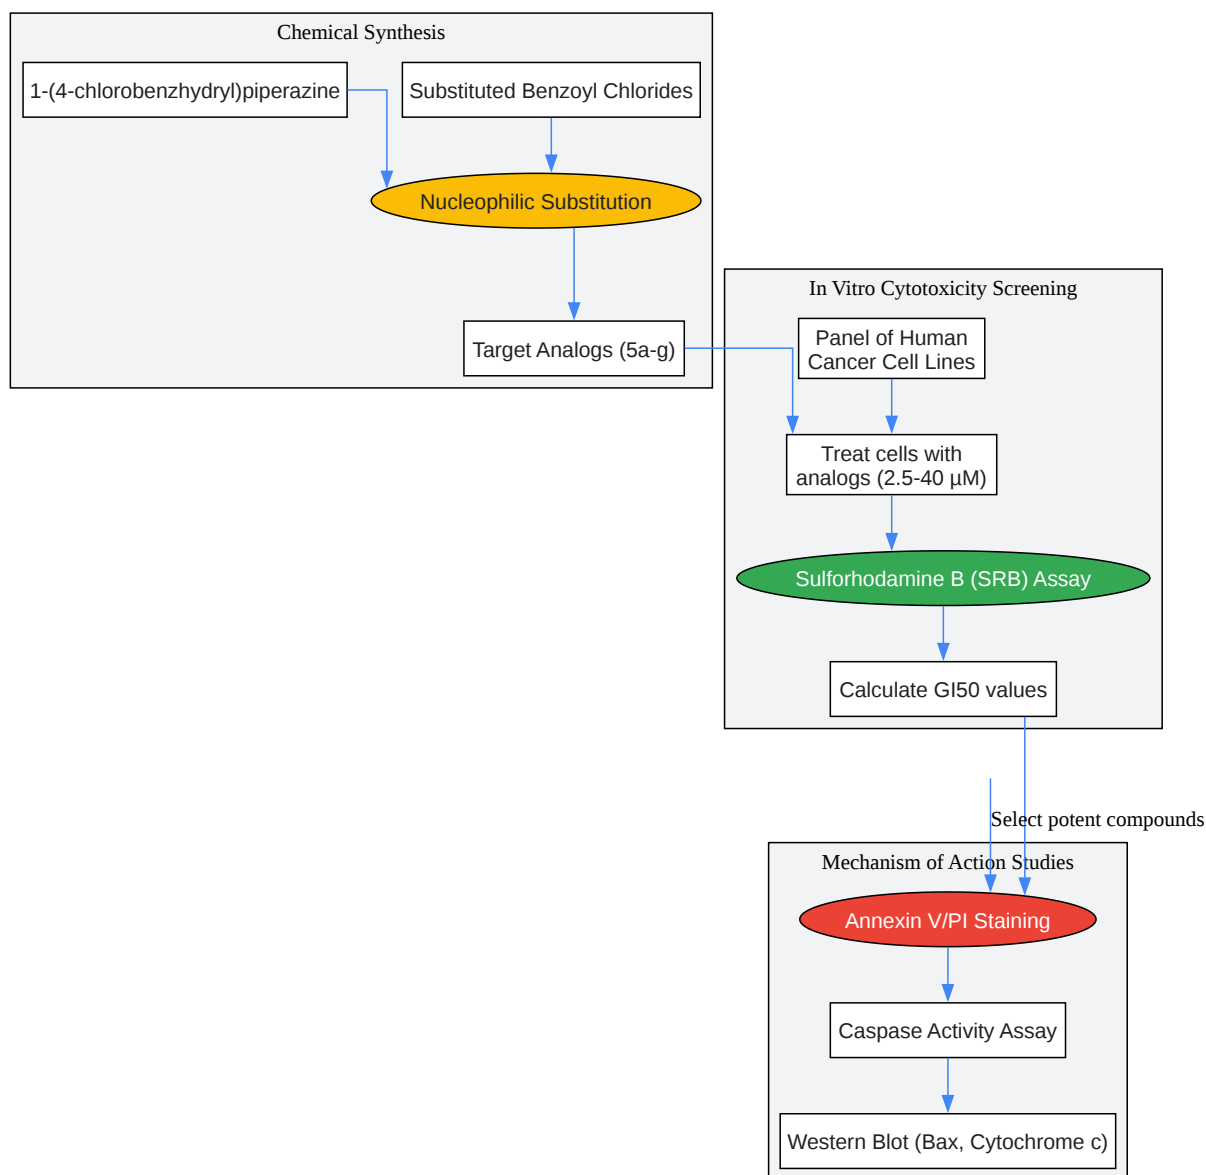 Chemical Synthesis
1-(4-chlorobenzhydryl)piperazine
Substituted Benzoyl Chlorides
Nucleophilic Substitution
Target Analogs (5a-g)
In Vitro Cytotoxicity Screening
Panel of Human
Cancer Cell Lines
Treat cells with
analogs (2.5-40 µM)
Sulforhodamine B (SRB) Assay
Calculate GI50 values
Select potent compounds
Mechanism of Action Studies
Annexin V/PI Staining
Caspase Activity Assay
Western Blot (Bax, Cytochrome c)